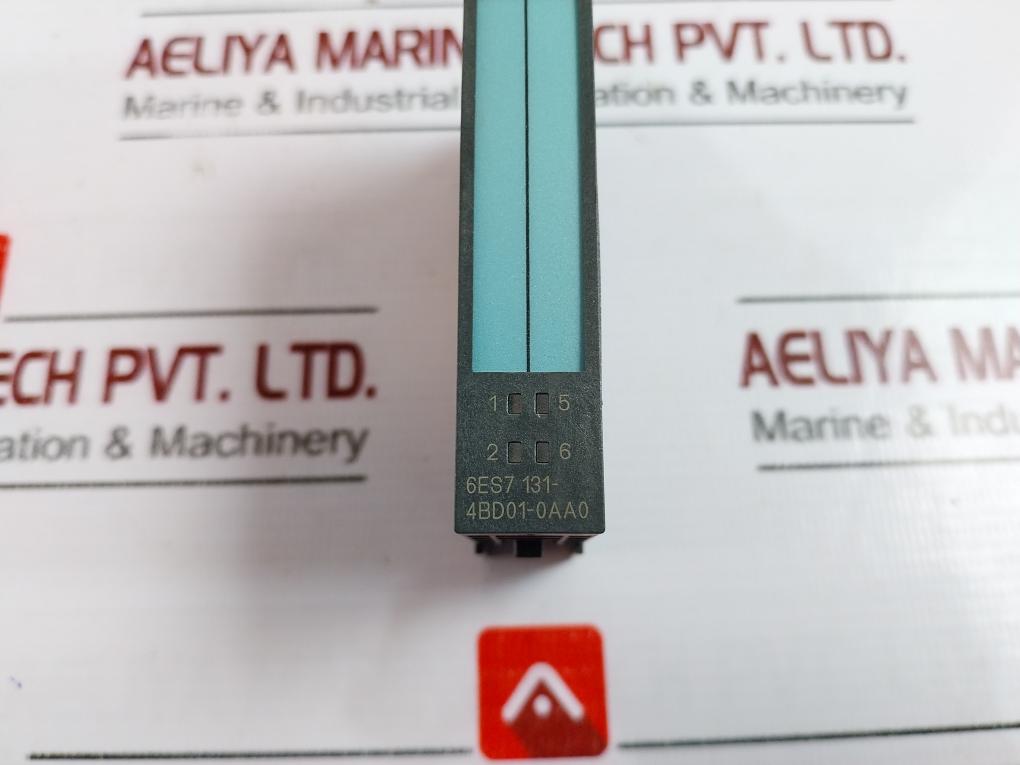 AELIYA MARIN ECH PVT. LTD.
Marine & Industrial ation & Machinery
ECH PVT. LTD.
ation & Machinery
AELIYA MA
Marine & Indu
1 5
2 6
6ES7 131-
4BD01-0AA0